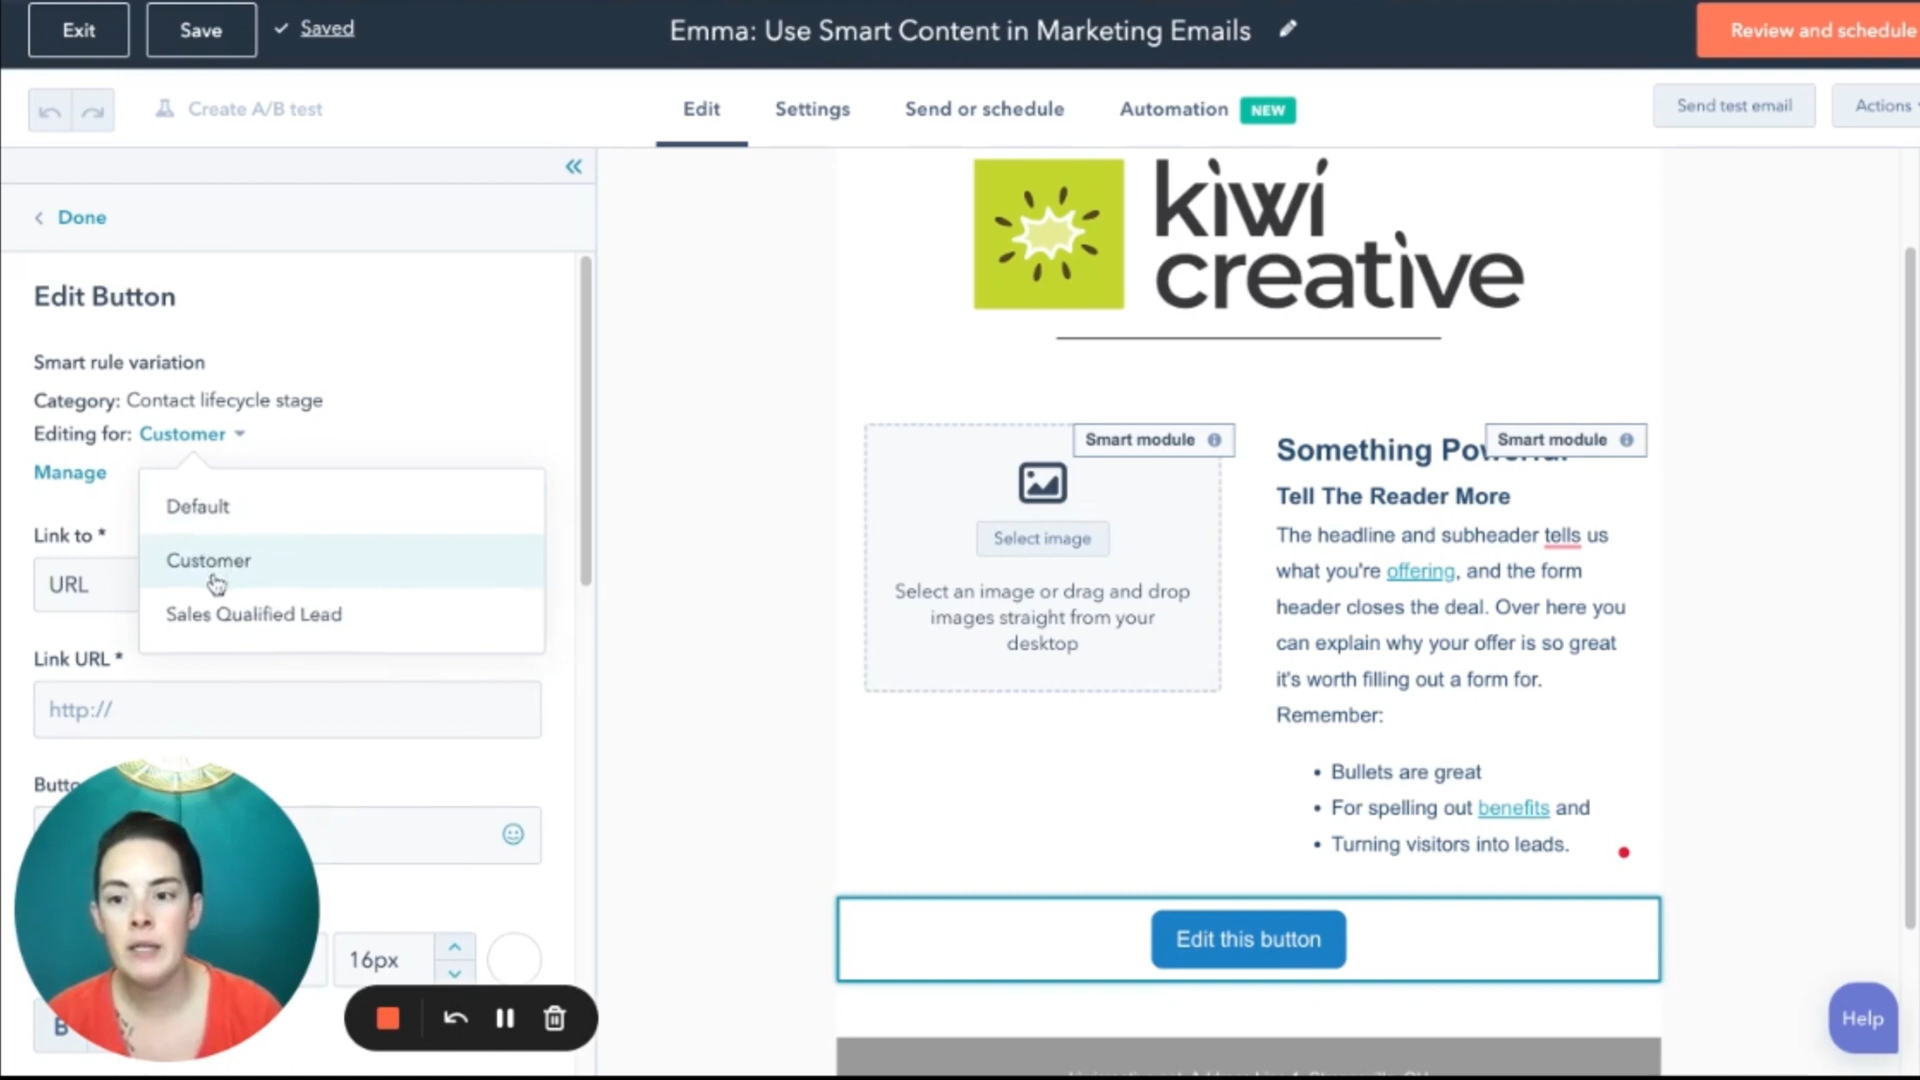 Exit
Save
Saved
Emma: Use Smart Content in Marketing Emails
Review and schedule
Create A/B test
Edit
Settings
Send or schedule
Automation
NEW
Send test email
Actions
Done
Edit Button
Smart rule variation
Category: Contact lifecycle stage
Editing for: Customer
Manage
Default
Customer
Sales Qualified Lead
Link to *
URL
Link URL *
http://
16px
B
kiwi
creative
Smart module
Select image
Select an image or drag and drop
images straight from your
desktop
Something
Smart module
Tell The Reader More
The headline and subheader tells us
what you're offering, and the form
header closes the deal. Over here you
can explain why your offer is so great
it's worth filling out a form for.
Remember:
• Bullets are great
• For spelling out benefits and
• Turning visitors into leads.
Edit this button
Help